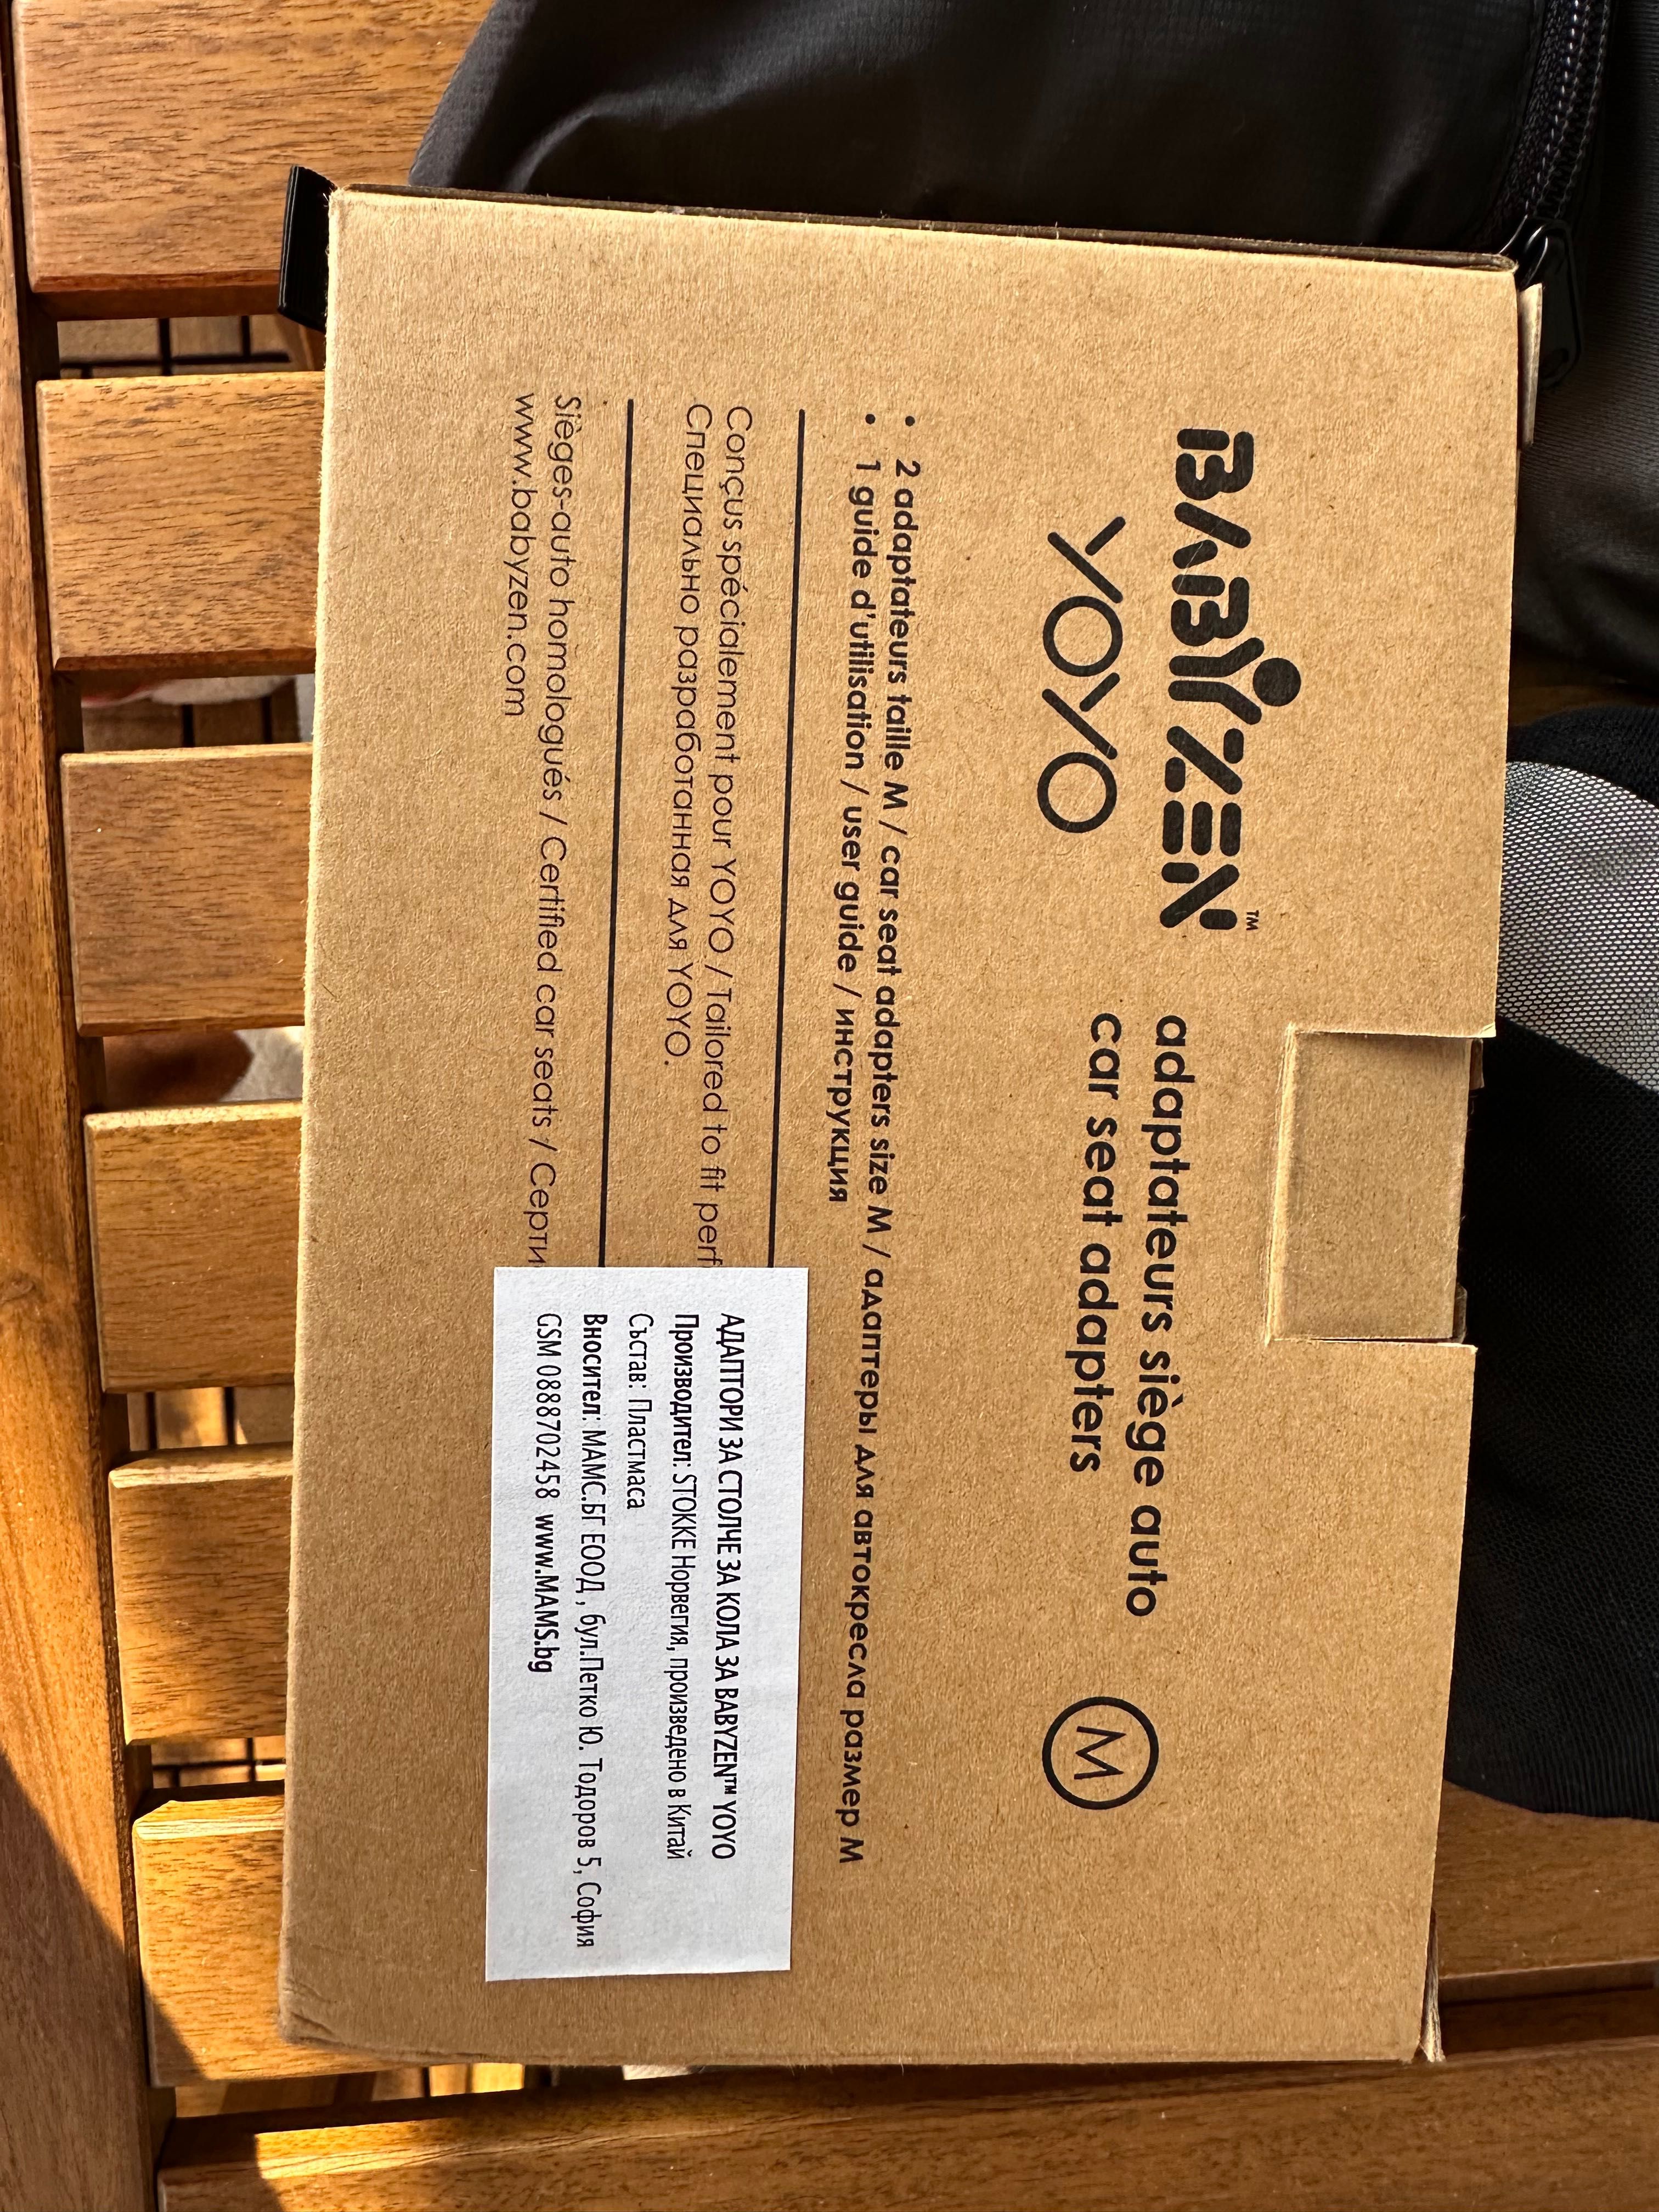 BABYZEN™
YOYO
adaptateurs siège auto
car seat adapters
M
• 2 adaptateurs taille M / car seat adapters size M / адаптеры для автокресла размер M
• 1 guide d'utilisation / user guide / инструкция
Conçus spécialement pour YOYO / Tailored to fit perf
Специально разработанная для YOYO.
Sièges-auto homologués / Certified car seats / Серти
www.babyzen.com
АДАПТОРИ ЗА СТОЛЧЕ ЗА КОЛА ЗА BABYZEN™ YOYO
Производител: STOKKE Норвегия, произведено в Китай
Състав: Пластмаса
Вносител: МАМС.БГ ЕООД , бул.Петко Ю. Тодоров 5, София
GSM 0888702458 www.MAMS.bg